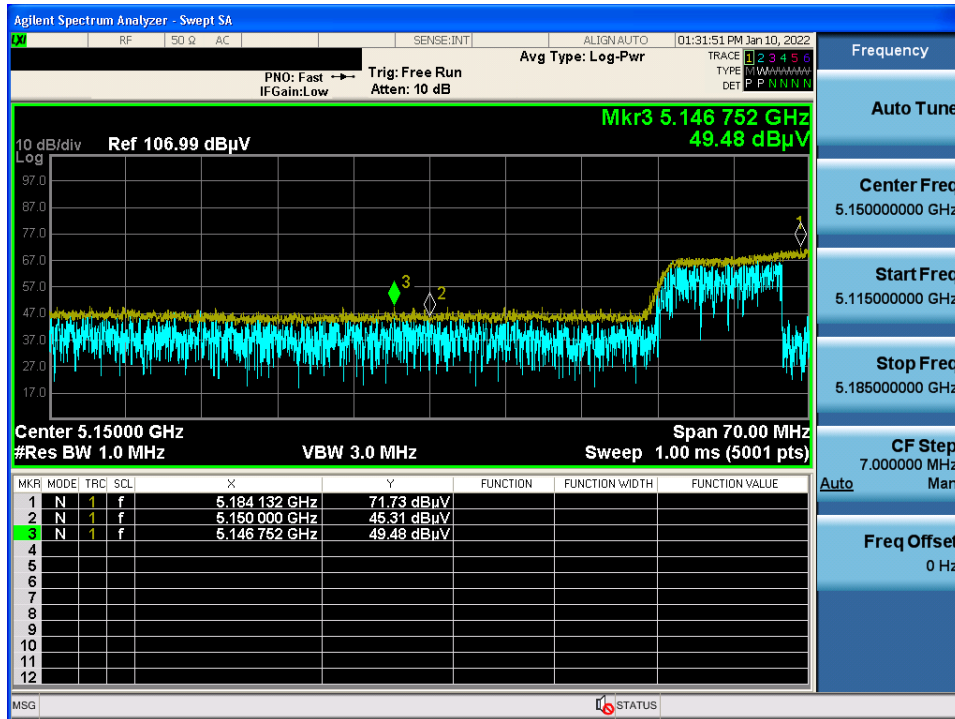 Agilent Spectrum Analyzer - Swept SA
LXI RF 50 Ω AC SENSE:INT ALIGN AUTO 01:31:51 PM Jan 10, 2022
Avg Type: Log-Pwr
TRACE 1 2 3 4 5 6
TYPE M W W W W W
DET P P N N N N
PNO: Fast Trig: Free Run
IFGain:Low Atten: 10 dB
Mkr3 5.146 752 GHz
49.48 dBµV
10 dB/div Ref 106.99 dBµV
Log
97.0
87.0
77.0
67.0
57.0
47.0
37.0
27.0
17.0
1
3
2
Center 5.15000 GHz Span 70.00 MHz
#Res BW 1.0 MHz VBW 3.0 MHz Sweep 1.00 ms (5001 pts)
MKR MODE TRC SCL X Y FUNCTION FUNCTION WIDTH FUNCTION VALUE
1 N 1 f 5.184 132 GHz 71.73 dBµV
2 N 1 f 5.150 000 GHz 45.31 dBµV
3 N 1 f 5.146 752 GHz 49.48 dBµV
4
5
6
7
8
9
10
11
12
MSG STATUS
Frequency
Auto Tune
Center Freq
5.150000000 GHz
Start Freq
5.115000000 GHz
Stop Freq
5.185000000 GHz
CF Step
7.000000 MHz
Auto Man
Freq Offset
0 Hz